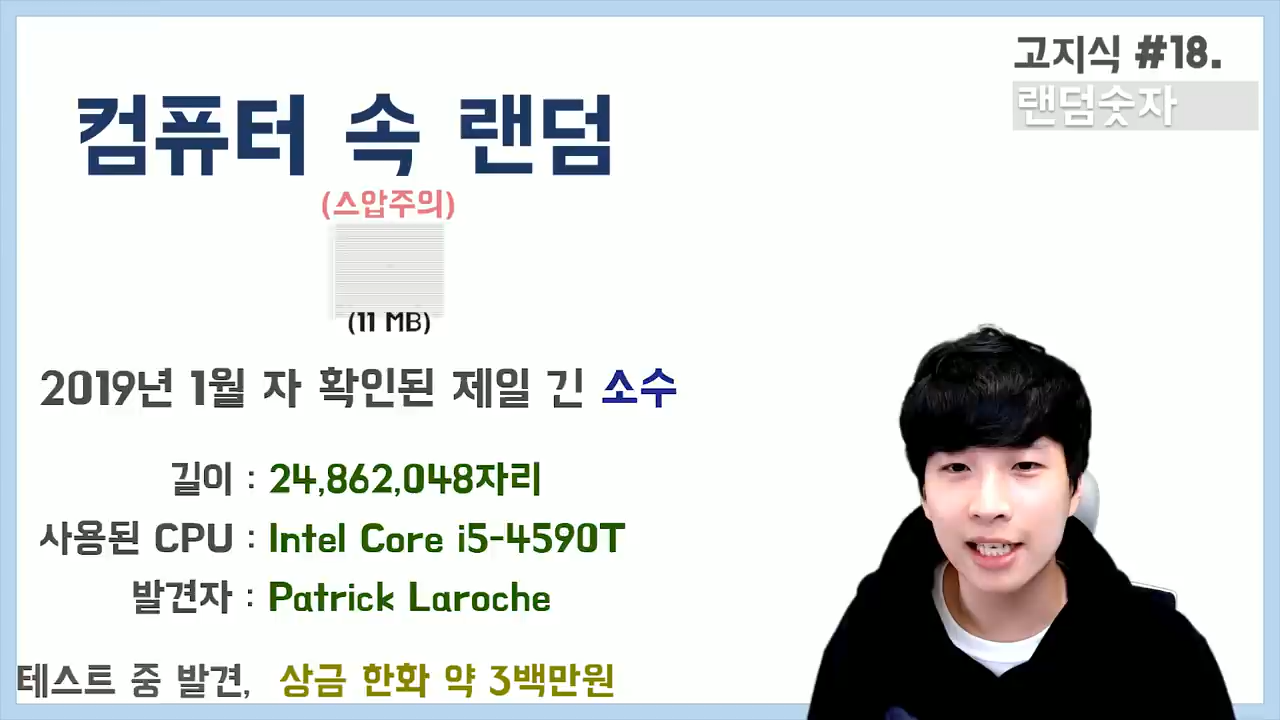 고지식 #18.
랜덤숫자
컴퓨터 속 랜덤
(스압주의)
(11 MB)
2019년 1월 자 확인된 제일 긴 소수
길이 : 24,862,048자리
사용된 CPU : Intel Core i5-4590T
발견자 : Patrick Laroche
테스트 중 발견, 상금 한화 약 3백만원